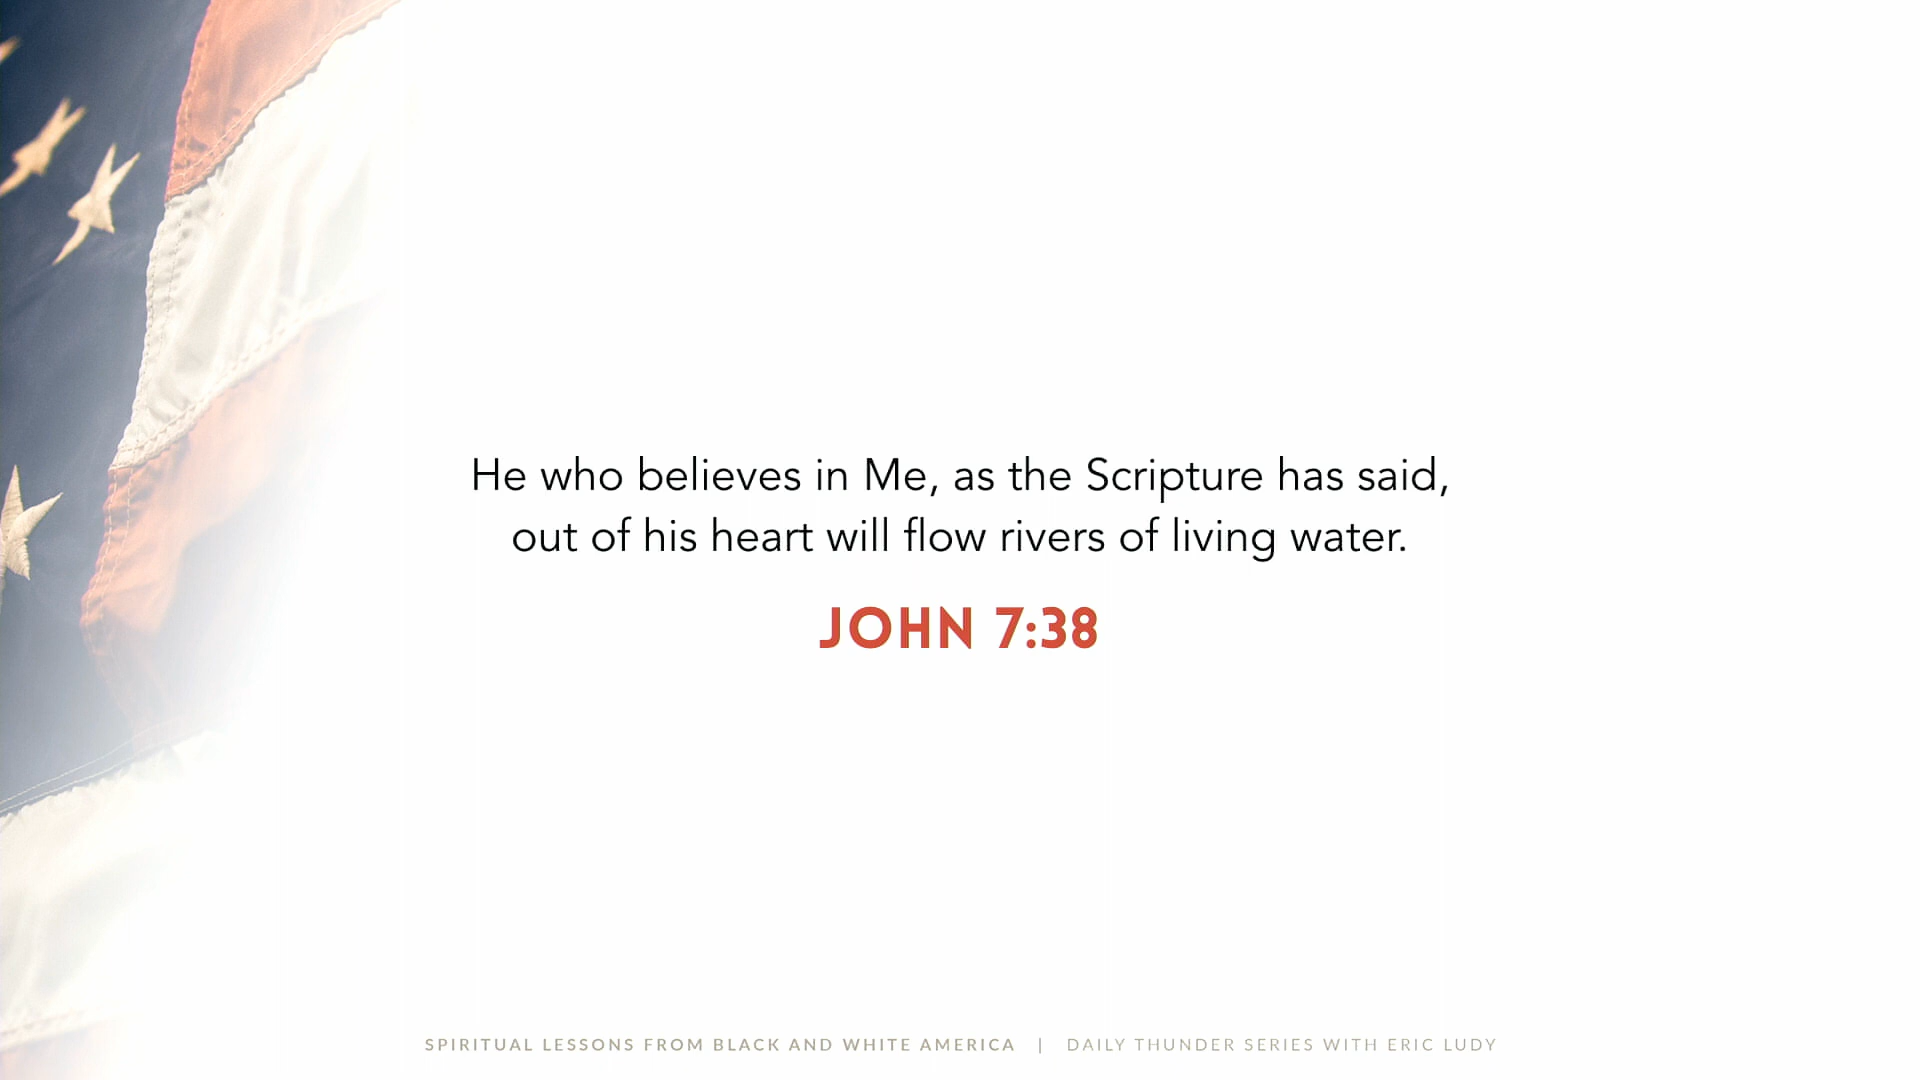 He who believes in Me, as the Scripture has said,
out of his heart will flow rivers of living water.
JOHN 7:38
SPIRITUAL LESSONS FROM BLACK AND WHITE AMERICA | DAILY THUNDER SERIES WITH ERIC LUDY